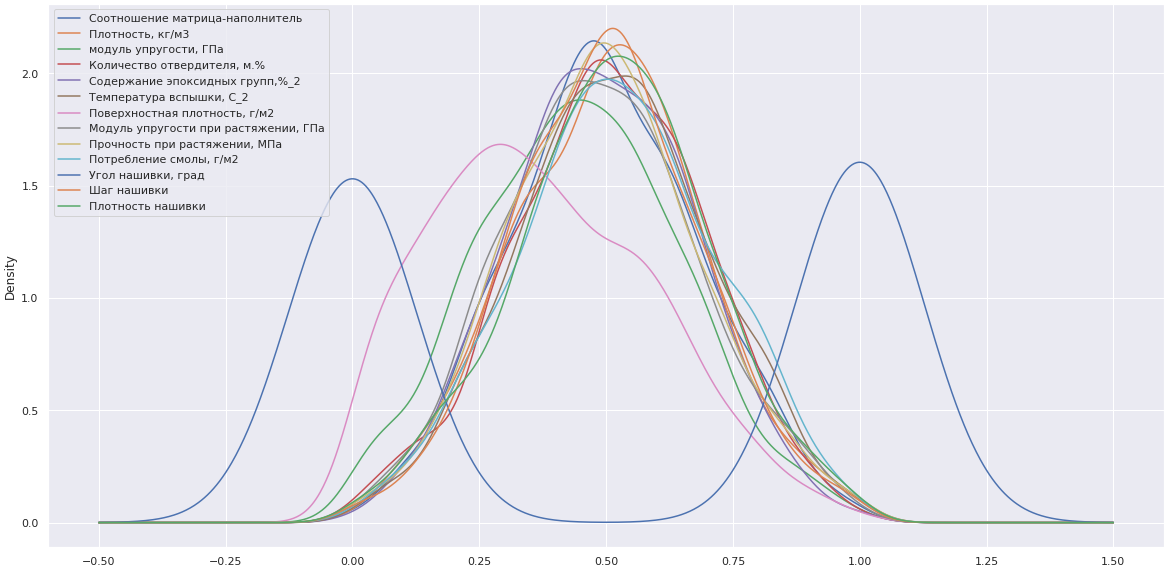 Соотношение матрица-наполнитель
Плотность, кг/м3
модуль упругости, ГПа
Количество отвердителя, м.%
Содержание эпоксидных групп,%_2
Температура вспышки, С_2
Поверхностная плотность, г/м2
Модуль упругости при растяжении, ГПа
Прочность при растяжении, МПа
Потребление смолы, г/м2
Угол нашивки, град
Шаг нашивки
Плотность нашивки
Density
2.0
1.5
1.0
0.5
0.0
−0.50 −0.25 0.00 0.25 0.50 0.75 1.00 1.25 1.50